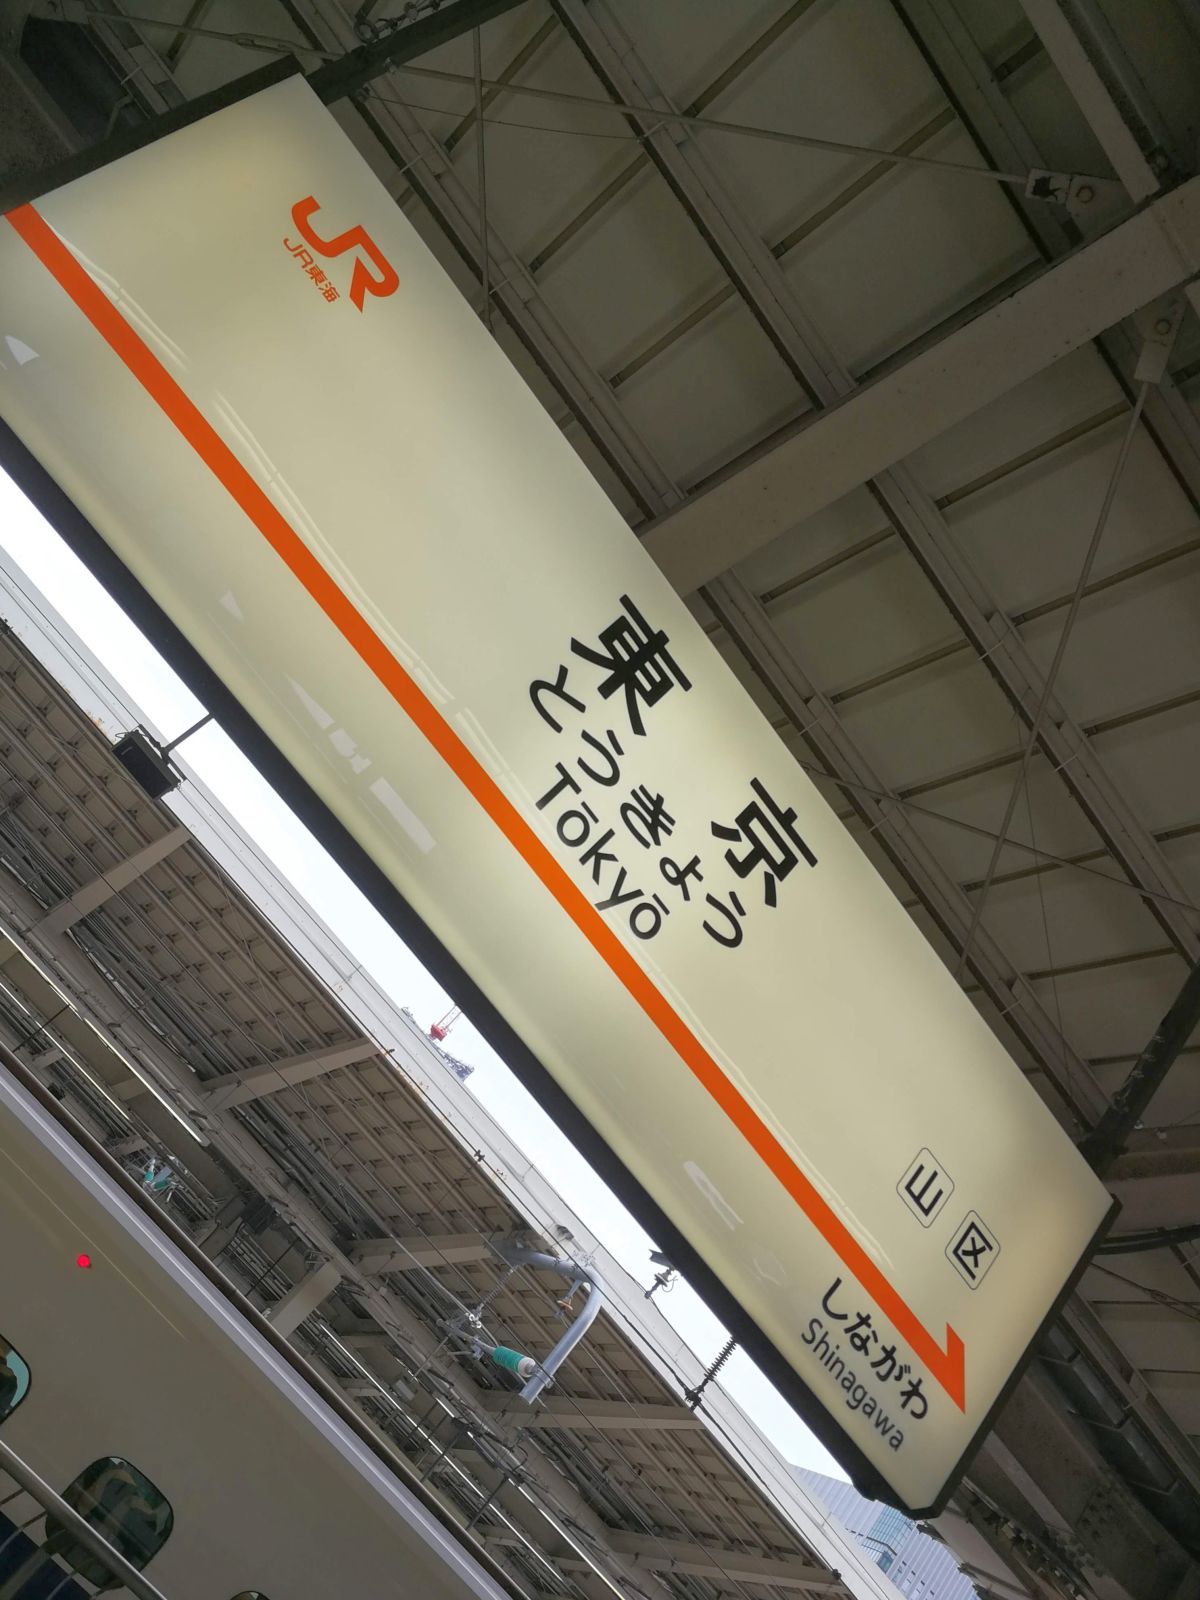 JR
JR東海
東京
とうきょう
Tōkyō
山 区
しながわ
Shinagawa